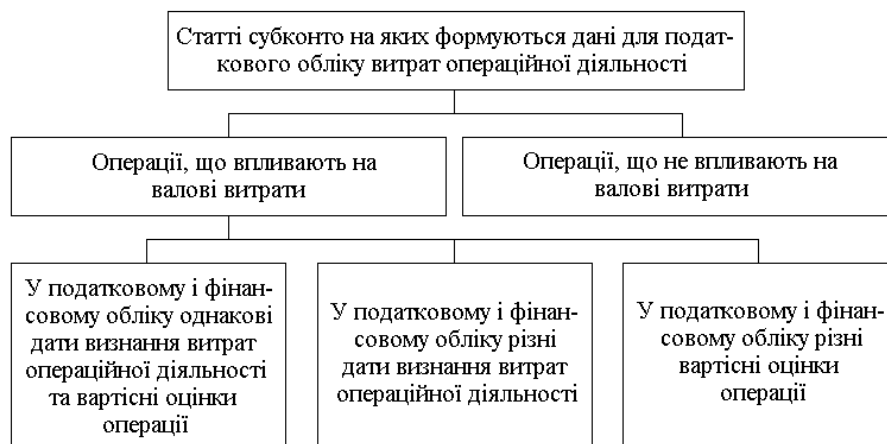 Статті субконто на яких формуються дані для подат-
кового обліку витрат операційної діяльності
Операції, що впливають на
валові витрати
Операції, що не впливають на
валові витрати
У податковому і фінан-
совому обліку однакові
дати визнання витрат
операційної діяльності
та вартісні оцінки
операції
У податковому і фінан-
совому обліку різні
дати визнання витрат
операційної діяльності
У податковому і фінан-
совому обліку різні
вартісні оцінки
операції